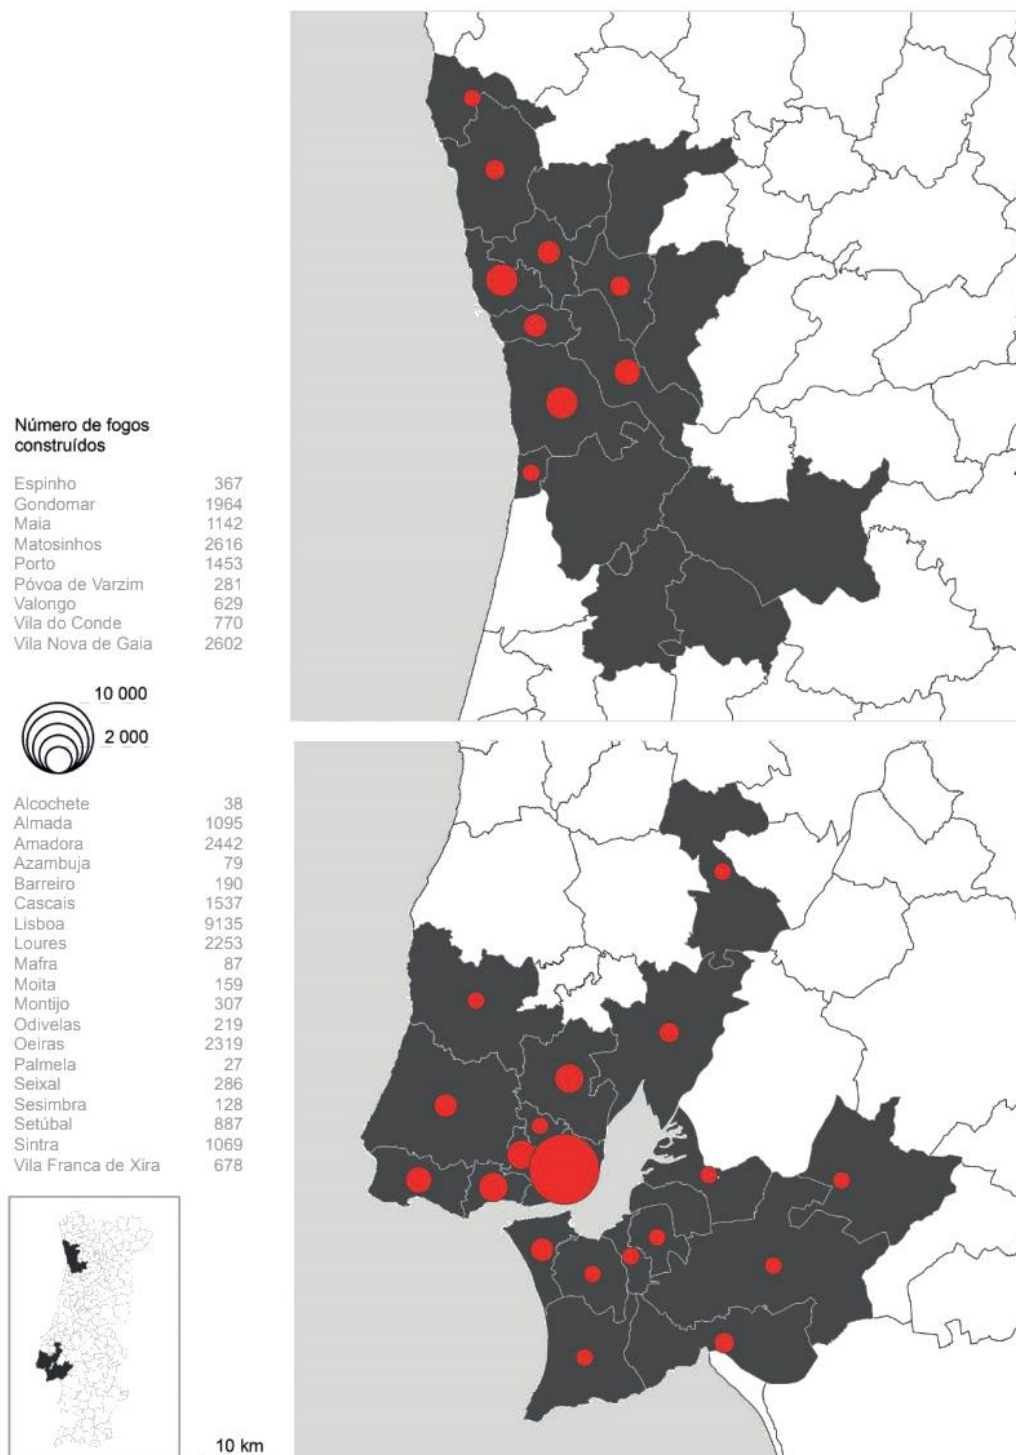 Número de fogos
construídos
Espinho 367
Gondomar 1964
Maia 1142
Matosinhos 2616
Porto 1453
Póvoa de Varzim 281
Valongo 629
Vila do Conde 770
Vila Nova de Gaia 2602
10 000
2 000
Alcochete 38
Almada 1095
Amadora 2442
Azambuja 79
Barreiro 190
Cascais 1537
Lisboa 9135
Loures 2253
Mafra 87
Moita 159
Montijo 307
Odivelas 219
Oeiras 2319
Palmela 27
Seixal 286
Sesimbra 128
Setúbal 887
Sintra 1069
Vila Franca de Xira 678
10 km